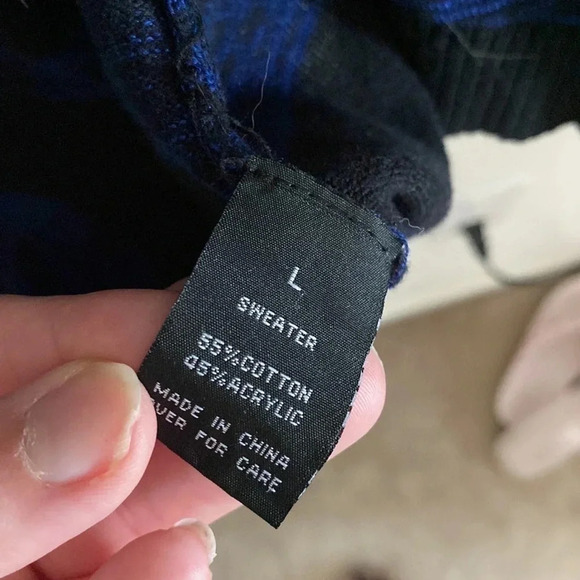 L
SWEATER
55%COTTON
45%ACRYLIC
MADE IN CHINA
FOR CARE